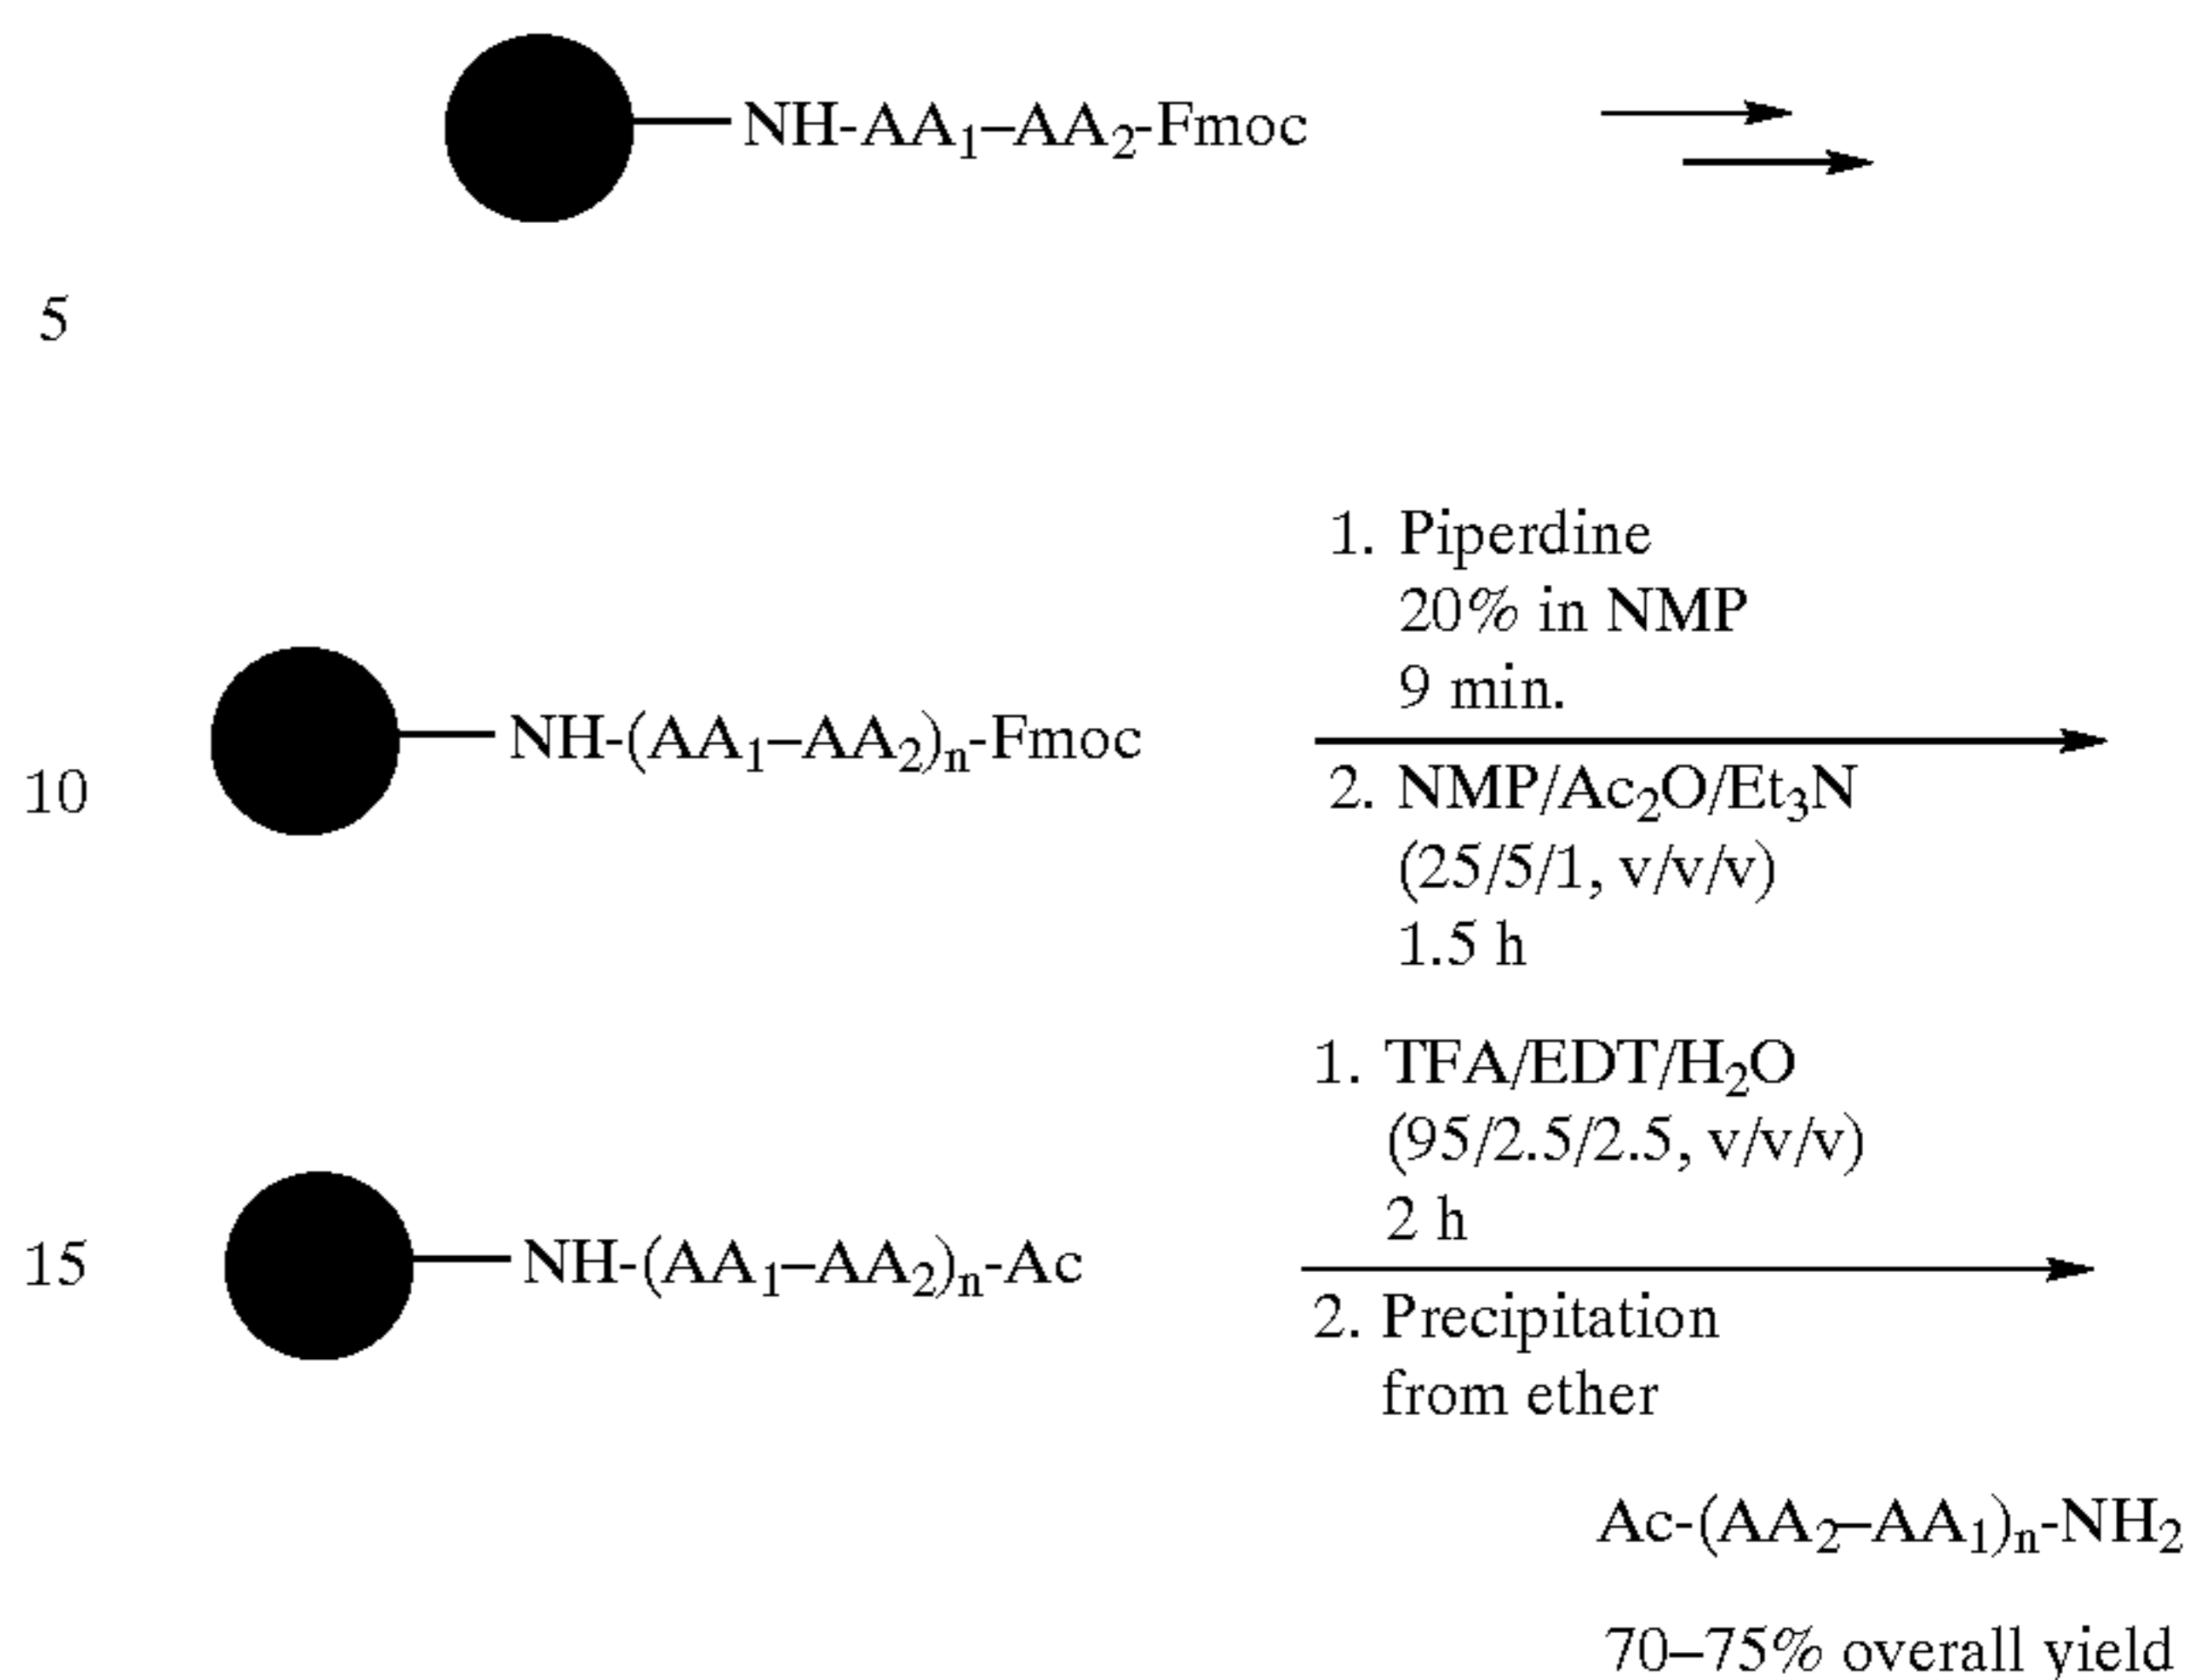 NH-AA₁–AA₂-Fmoc
5
1. Piperdine
20% in NMP
9 min.
NH-(AA₁–AA₂)ₙ-Fmoc
10
2. NMP/Ac₂O/Et₃N
(25/5/1, v/v/v)
1.5 h
1. TFA/EDT/H₂O
(95/2.5/2.5, v/v/v)
2 h
15
NH-(AA₁–AA₂)ₙ-Ac
2. Precipitation
from ether
Ac-(AA₂–AA₁)ₙ-NH₂
70–75% overall yield